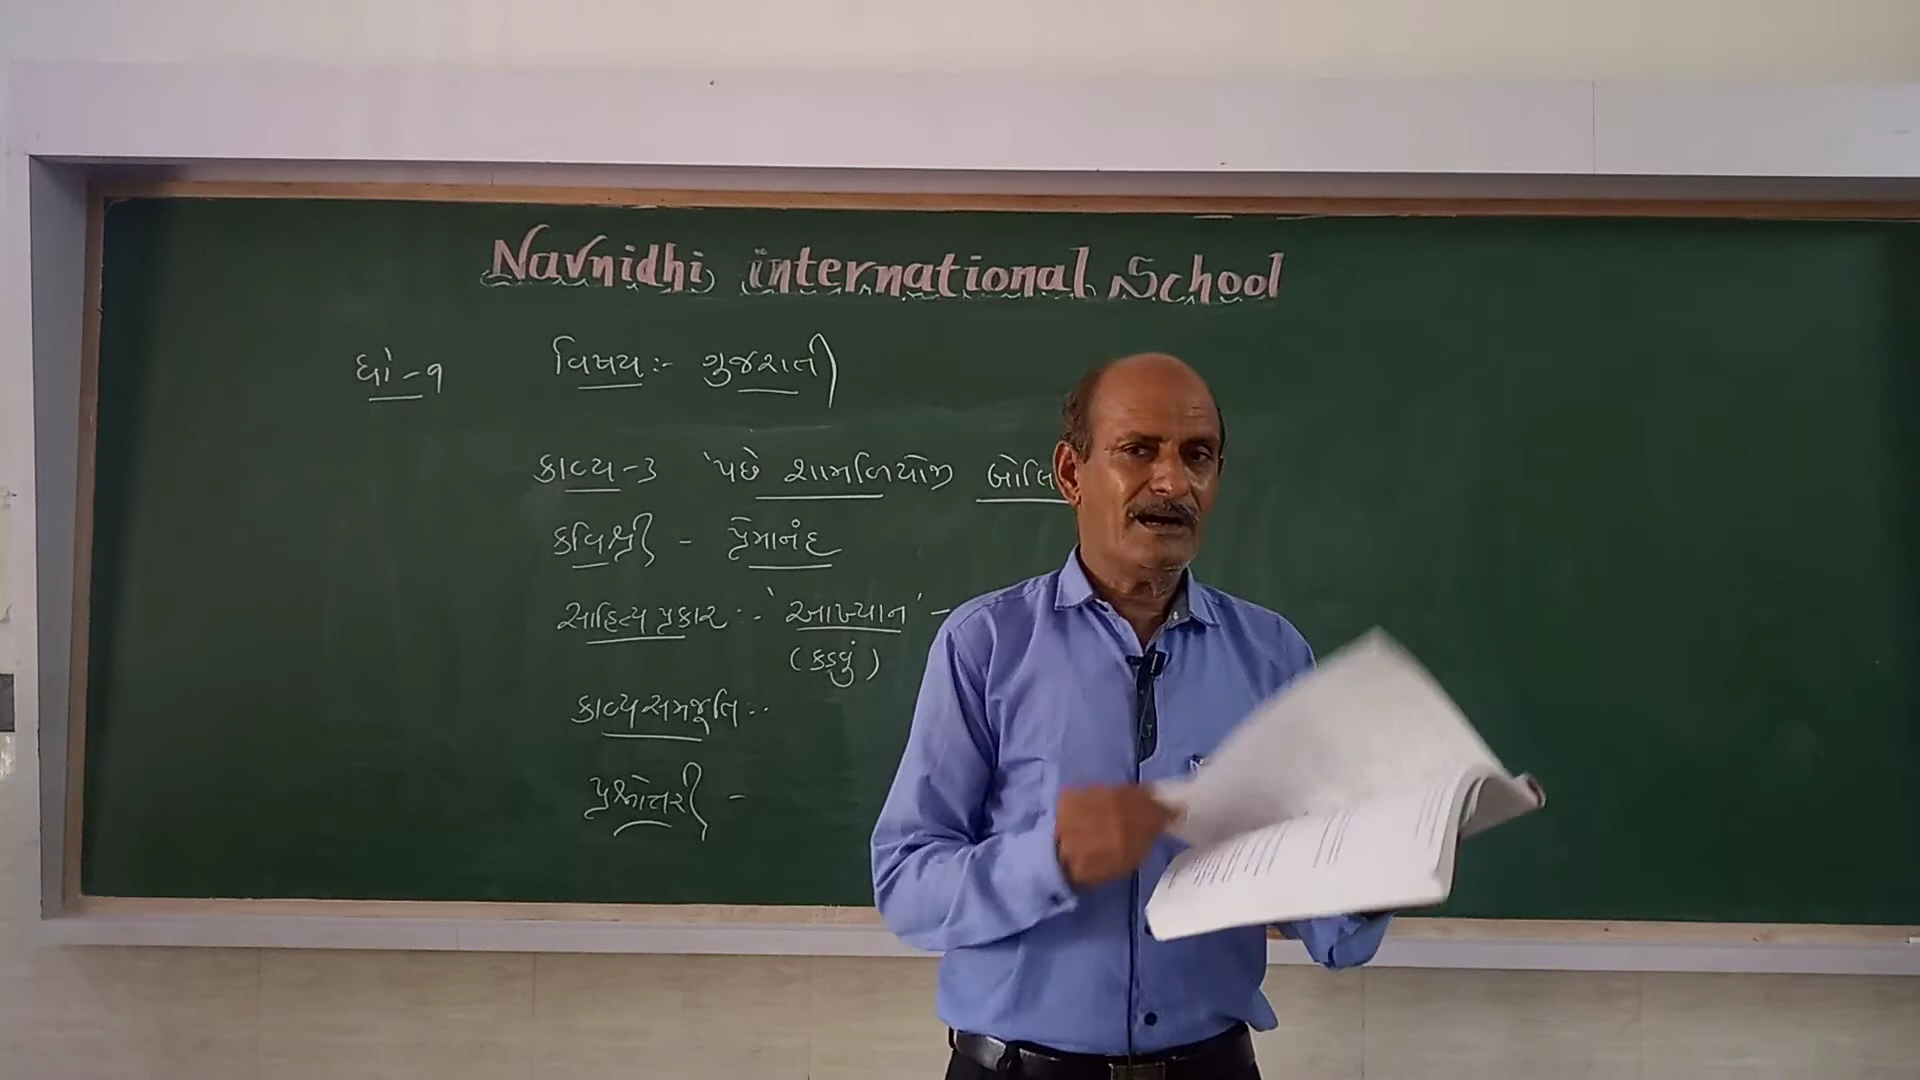 Navnidhi international School
ધો-૧ વિષય:- ગુજરાતી
કાવ્ય-૩ 'પછે શામળિયોજી બોલિ
કવિશ્રી - પ્રેમાનંદ
સાહિત્ય પ્રકાર :- 'આખ્યાન' -
(કડવું)
કાવ્યસમજૂતિ :-
પ્રશ્નોત્તરી -